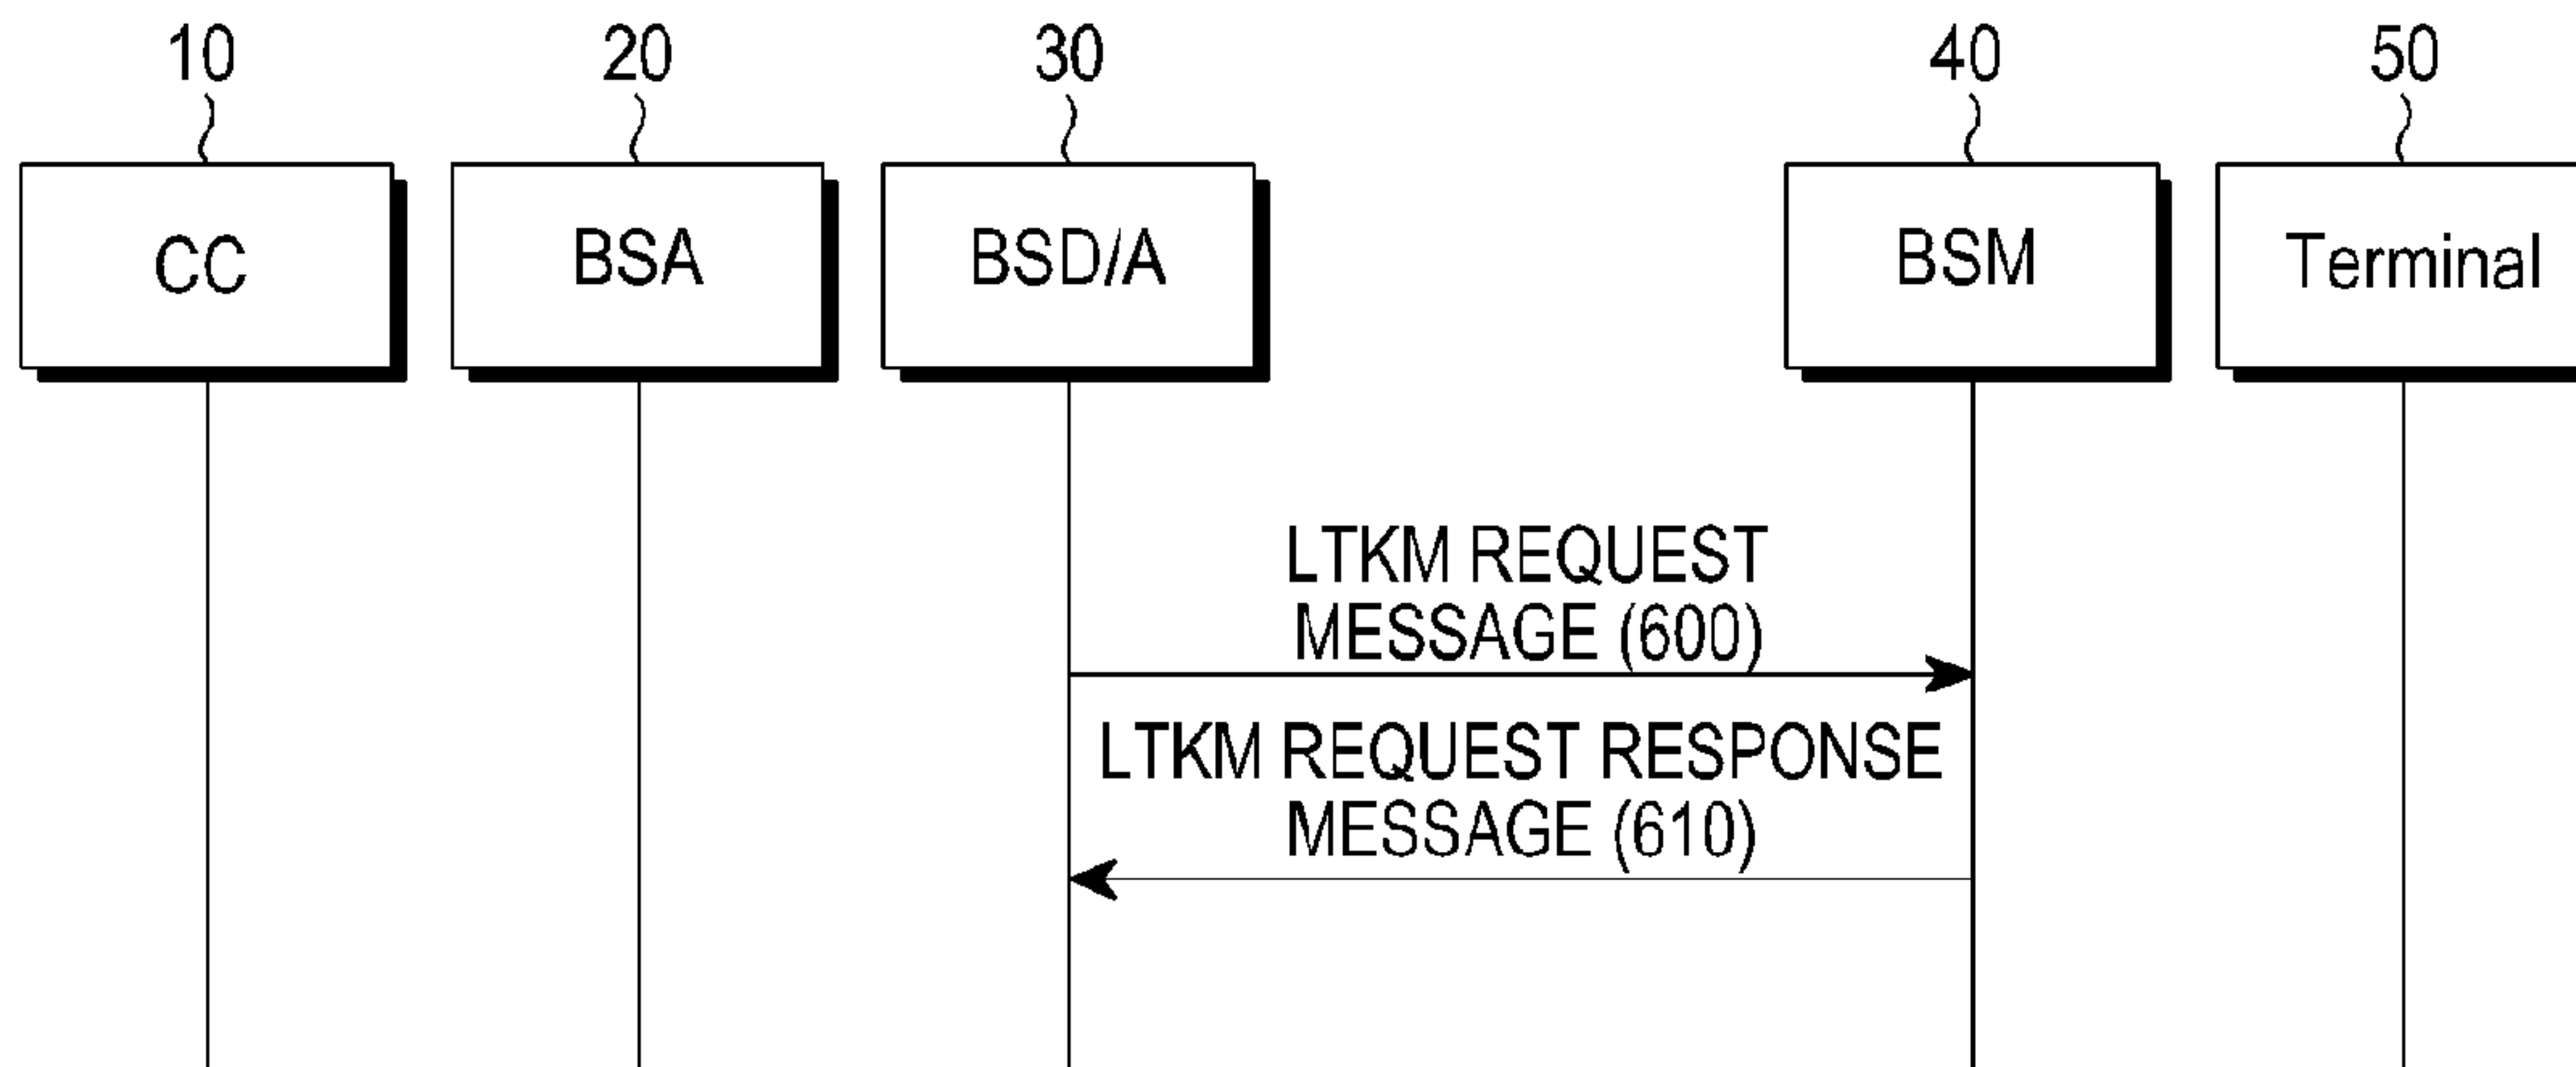 10
20
30
40
50
CC
BSA
BSD/A
BSM
Terminal
LTKM REQUEST
MESSAGE (600)
LTKM REQUEST RESPONSE
MESSAGE (610)